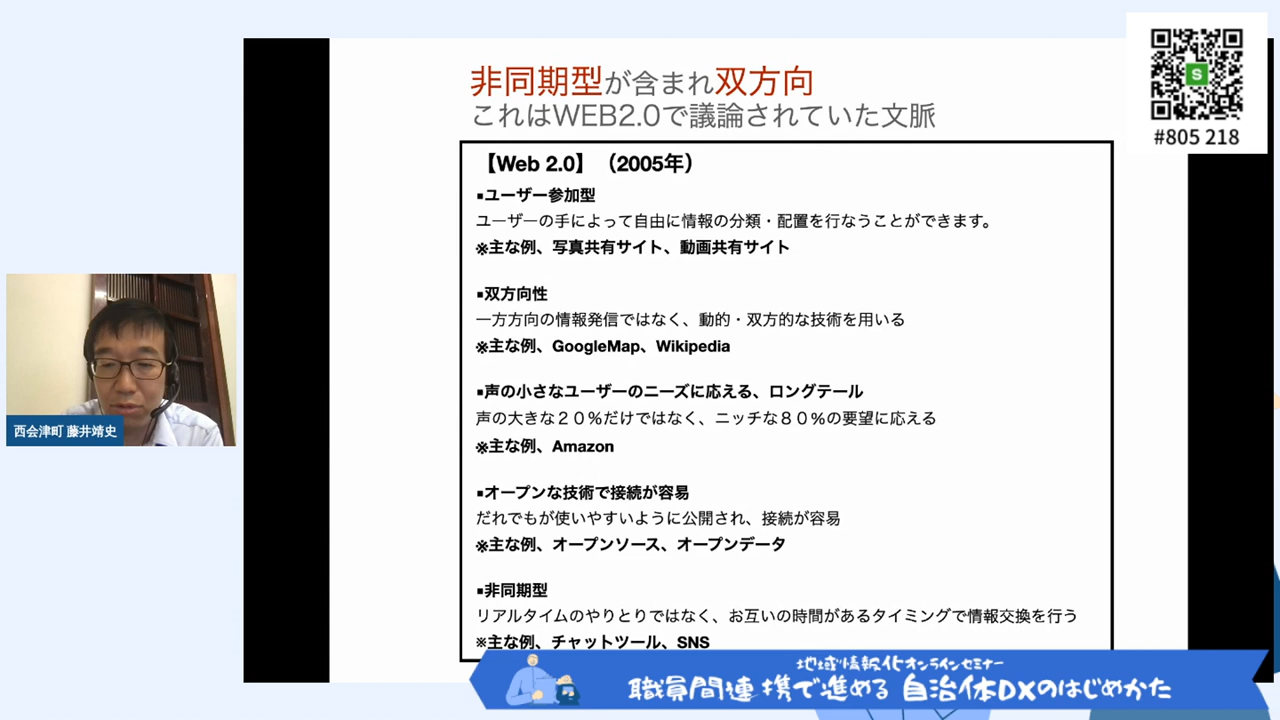 非同期型が含まれ双方向
これはWEB2.0で議論されていた文脈
【Web 2.0】（2005年）
▪ユーザー参加型
ユーザーの手によって自由に情報の分類・配置を行なうことができます。
※主な例、写真共有サイト、動画共有サイト
▪双方向性
一方方向の情報発信ではなく、動的・双方的な技術を用いる
※主な例、GoogleMap、Wikipedia
▪声の小さなユーザーのニーズに応える、ロングテール
声の大きな２０％だけではなく、ニッチな８０％の要望に応える
※主な例、Amazon
▪オープンな技術で接続が容易
だれでもが使いやすいように公開され、接続が容易
※主な例、オープンソース、オープンデータ
▪非同期型
リアルタイムのやりとりではなく、お互いの時間があるタイミングで情報交換を行う
※主な例、チャットツール、SNS
S
#805 218
西会津町 藤井靖史
地域情報化オンラインセミナー
職員間連携で進める 自治体DXのはじめかた